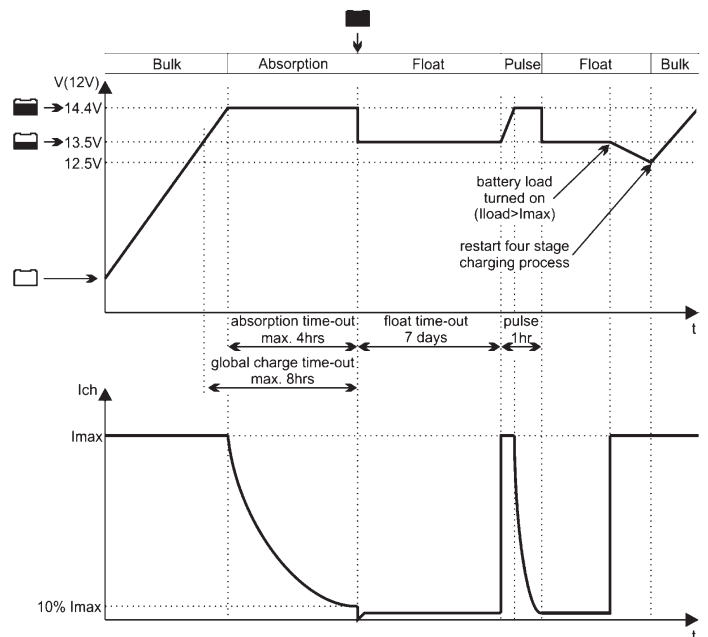 Bulk Absorption Float Pulse Float Bulk
V(12V)
14.4V
13.5V
12.5V
battery load
turned on
(Iload>Imax)
restart four stage
charging process
t
absorption time-out
max. 4hrs
float time-out
7 days
pulse
1hr
global charge time-out
max. 8hrs
Ich
Imax
10% Imax
t